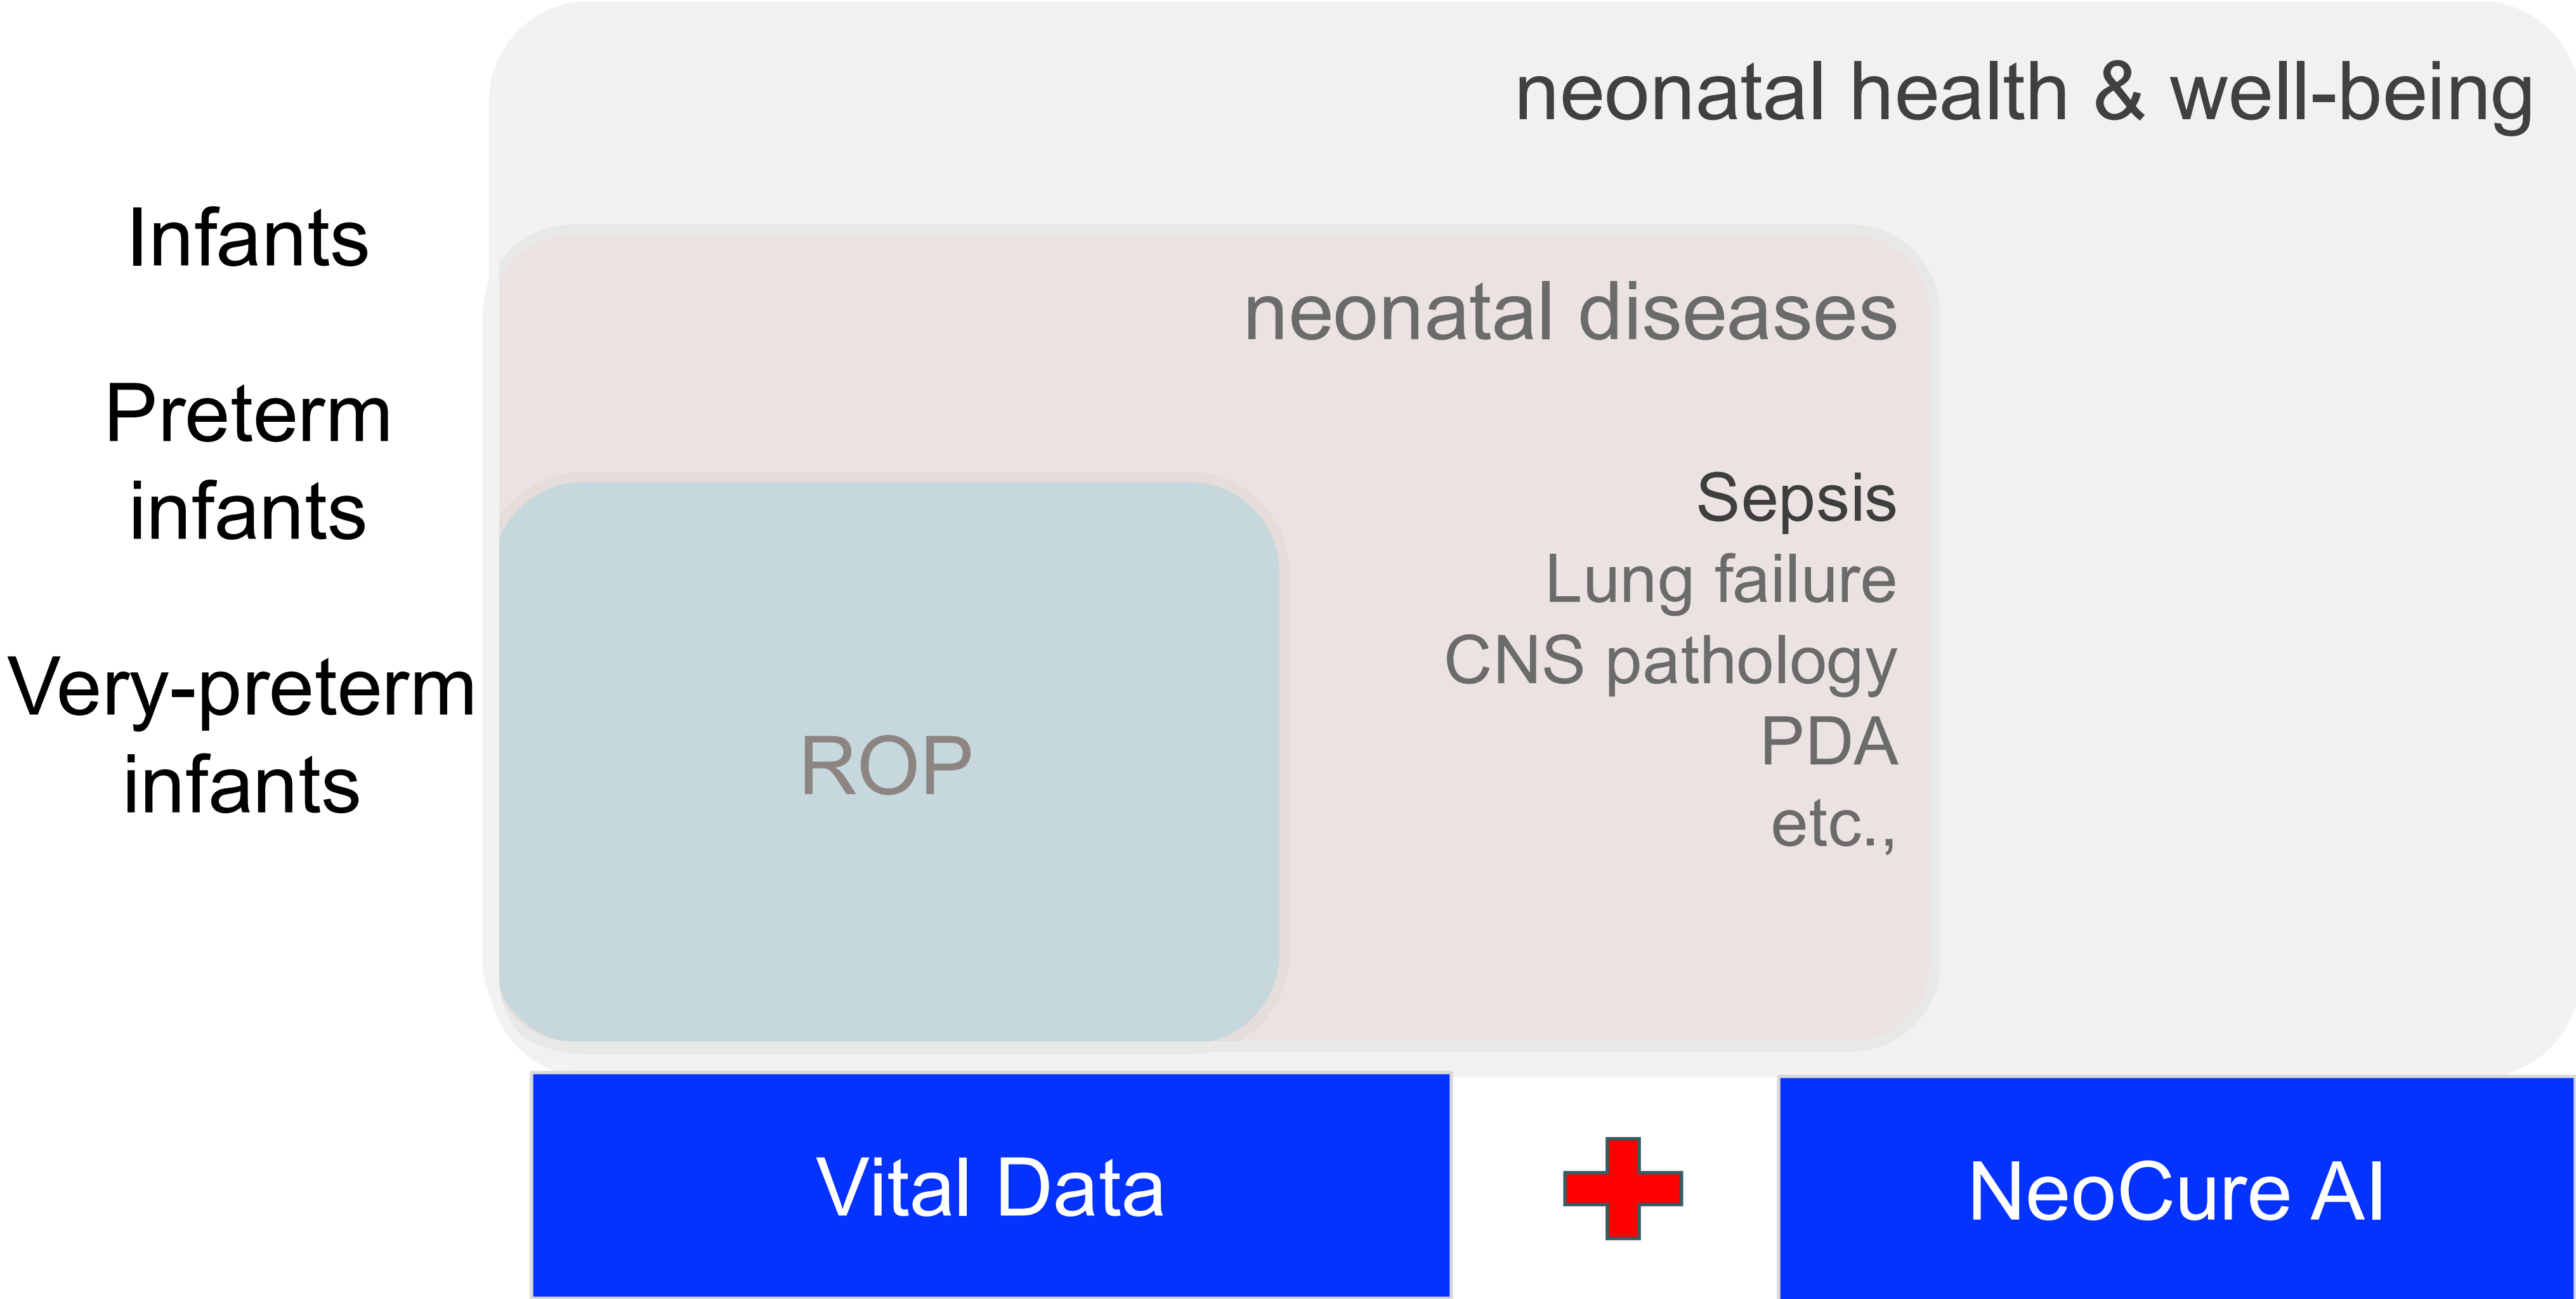 neonatal health & well-being
Infants
neonatal diseases
Preterm
infants
Sepsis
Lung failure
CNS pathology
PDA
etc.,
Very-preterm
infants
ROP
Vital Data
NeoCure AI